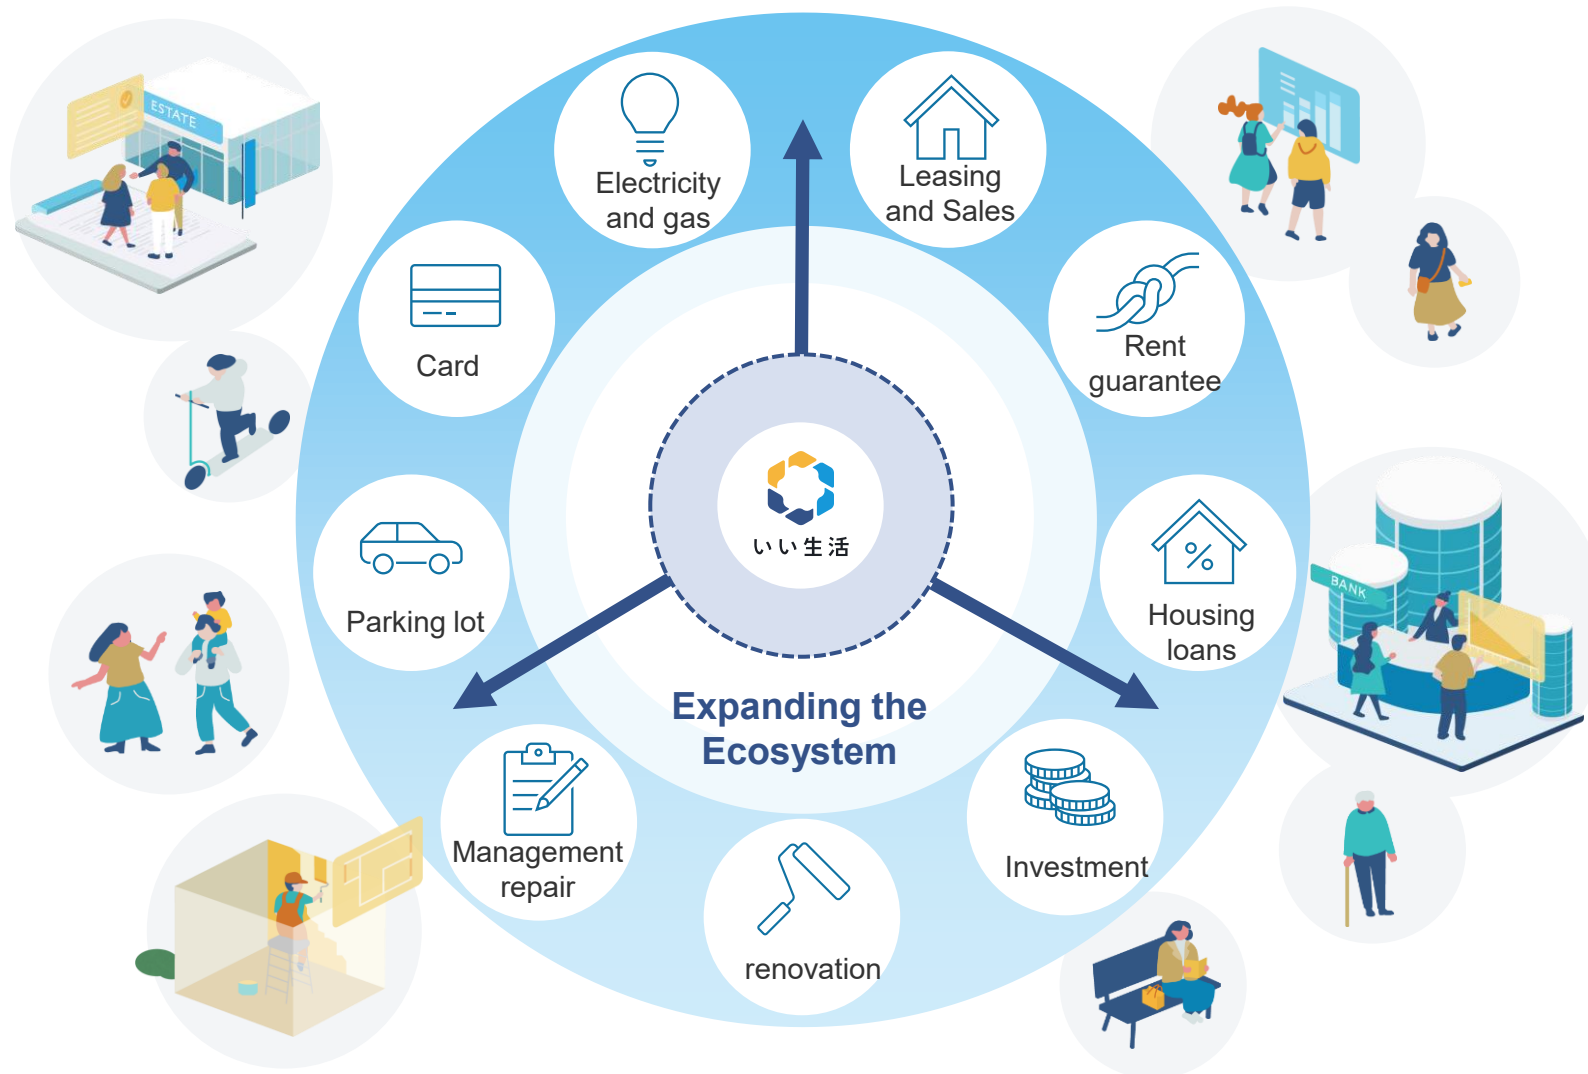 ESTATE
Electricity
and gas
Leasing
and Sales
Card
Rent
guarantee
いい生活
Parking lot
Housing
loans
BANK
Expanding the
Ecosystem
Management
repair
Investment
renovation